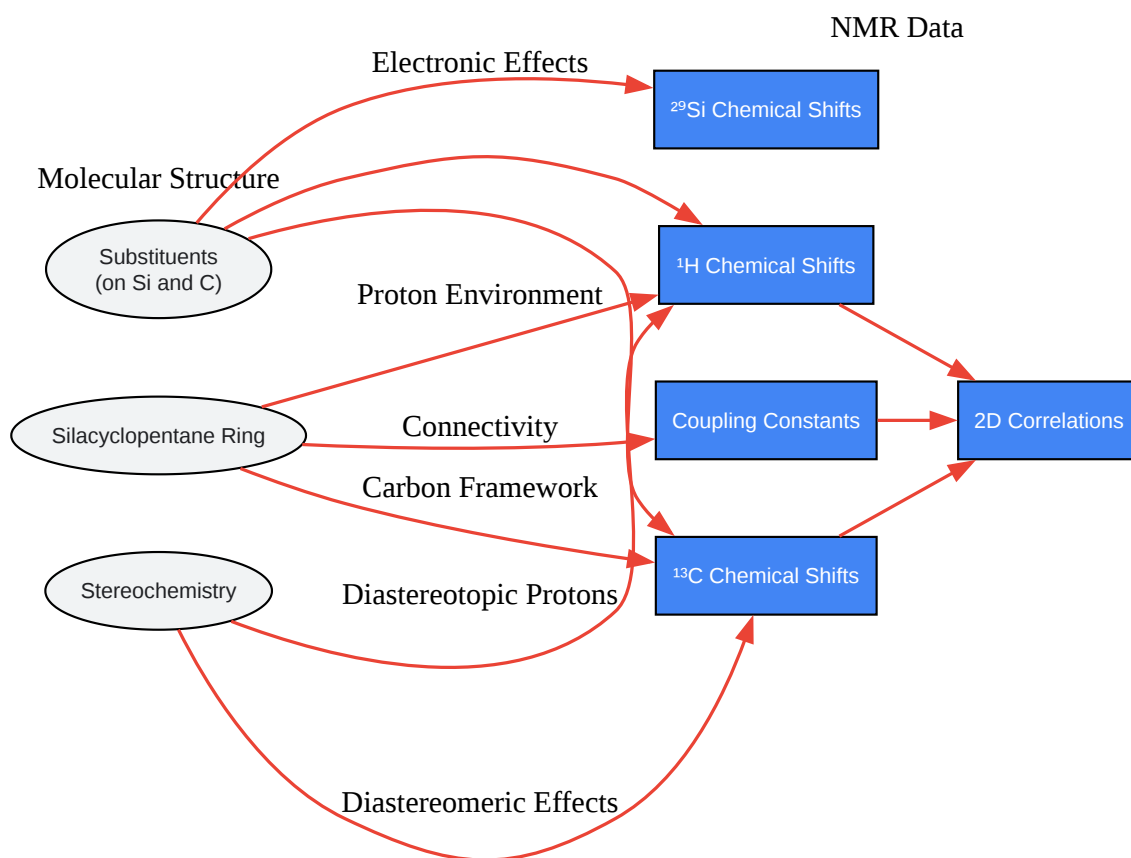 NMR Data
Electronic Effects
²⁹Si Chemical Shifts
Molecular Structure
Substituents
(on Si and C)
¹H Chemical Shifts
Proton Environment
Silacyclopentane Ring
Connectivity
Coupling Constants
2D Correlations
Carbon Framework
¹³C Chemical Shifts
Stereochemistry
Diastereotopic Protons
Diastereomeric Effects